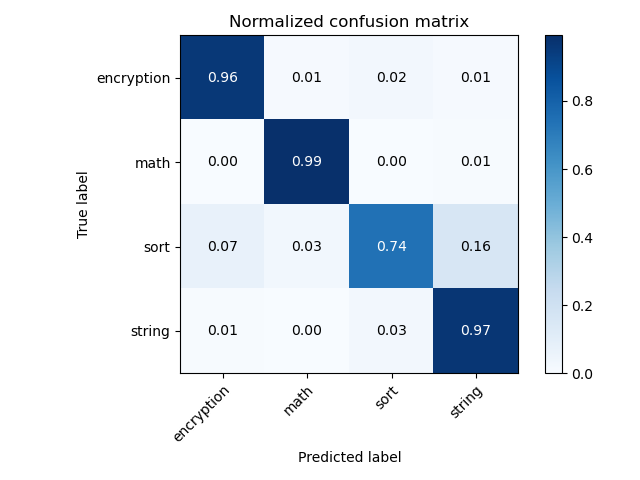 Normalized confusion matrix
encryption 0.96 0.01 0.02 0.01
math 0.00 0.99 0.00 0.01
sort 0.07 0.03 0.74 0.16
string 0.01 0.00 0.03 0.97
encryption math sort string
True label
Predicted label
0.8
0.6
0.4
0.2
0.0